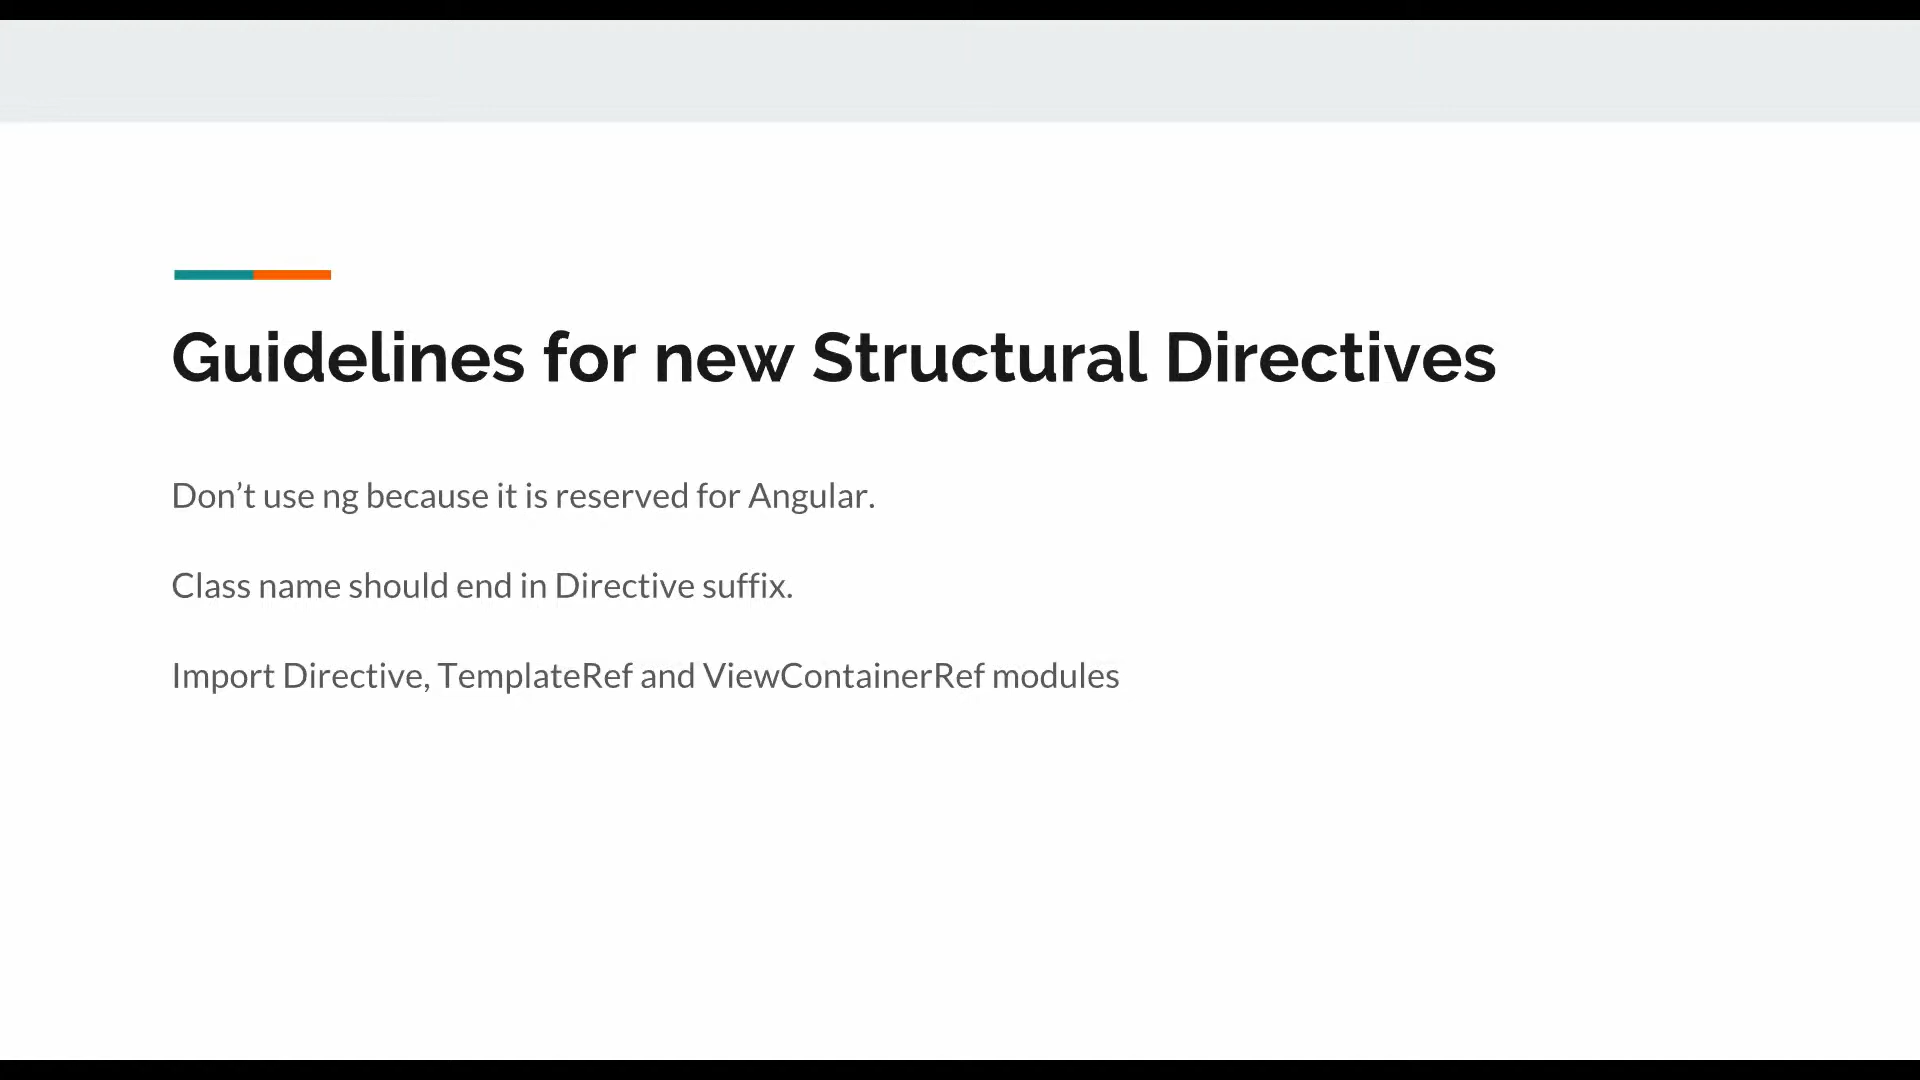 Guidelines for new Structural Directives
Don’t use ng because it is reserved for Angular.
Class name should end in Directive suffix.
Import Directive, TemplateRef and ViewContainerRef modules